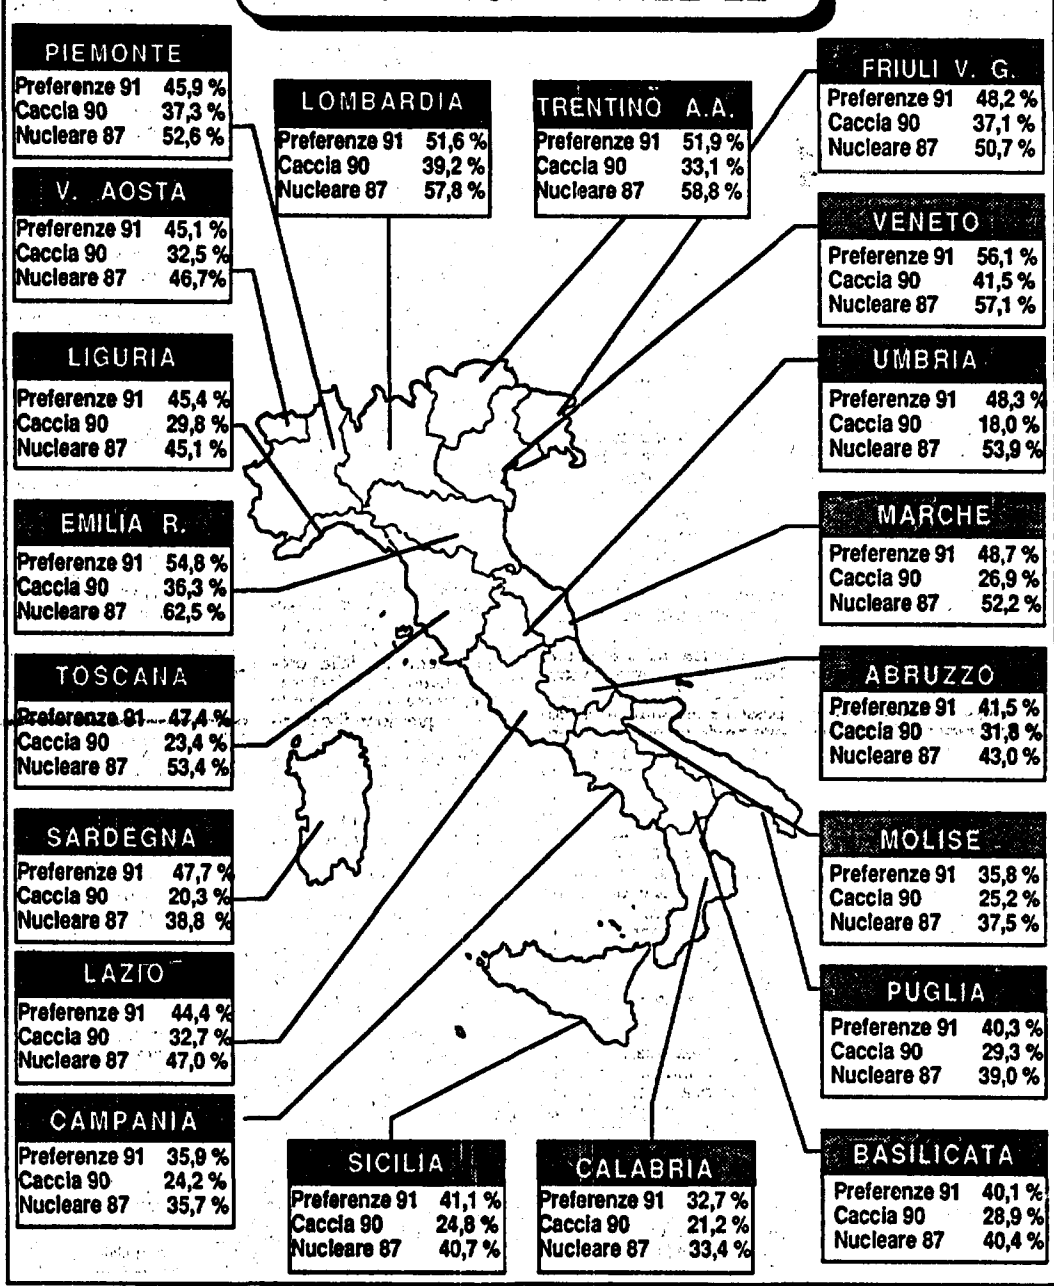 PIEMONTE
Preferenze 91 45,9 %
Caccia 90 37,3 %
Nucleare 87 52,6 %
V. AOSTA
Preferenze 91 45,1 %
Caccia 90 32,5 %
Nucleare 87 46,7%
LIGURIA
Preferenze 91 45,4 %
Caccia 90 29,8 %
Nucleare 87 45,1 %
EMILIA R.
Preferenze 91 54,8 %
Caccia 90 36,3 %
Nucleare 87 62,5 %
TOSCANA
Preferenze 91 47,4 %
Caccia 90 23,4 %
Nucleare 87 53,4 %
SARDEGNA
Preferenze 91 47,7 %
Caccia 90 20,3 %
Nucleare 87 38,8 %
LAZIO
Preferenze 91 44,4 %
Caccia 90 32,7 %
Nucleare 87 47,0 %
CAMPANIA
Preferenze 91 35,9 %
Caccia 90 24,2 %
Nucleare 87 35,7 %
LOMBARDIA
Preferenze 91 51,6 %
Caccia 90 39,2 %
Nucleare 87 57,8 %
TRENTINO A.A.
Preferenze 91 51,9 %
Caccia 90 33,1 %
Nucleare 87 58,8 %
SICILIA
Preferenze 91 41,1 %
Caccia 90 24,8 %
Nucleare 87 40,7 %
CALABRIA
Preferenze 91 32,7 %
Caccia 90 21,2 %
Nucleare 87 33,4 %
FRIULI V. G.
Preferenze 91 48,2 %
Caccia 90 37,1 %
Nucleare 87 50,7 %
VENETO
Preferenze 91 56,1 %
Caccia 90 41,5 %
Nucleare 87 57,1 %
UMBRIA
Preferenze 91 48,3 %
Caccia 90 18,0 %
Nucleare 87 53,9 %
MARCHE
Preferenze 91 48,7 %
Caccia 90 26,9 %
Nucleare 87 52,2 %
ABRUZZO
Preferenze 91 41,5 %
Caccia 90 31,8 %
Nucleare 87 43,0 %
MOLISE
Preferenze 91 35,8 %
Caccia 90 25,2 %
Nucleare 87 37,5 %
PUGLIA
Preferenze 91 40,3 %
Caccia 90 29,3 %
Nucleare 87 39,0 %
BASILICATA
Preferenze 91 40,1 %
Caccia 90 28,9 %
Nucleare 87 40,4 %